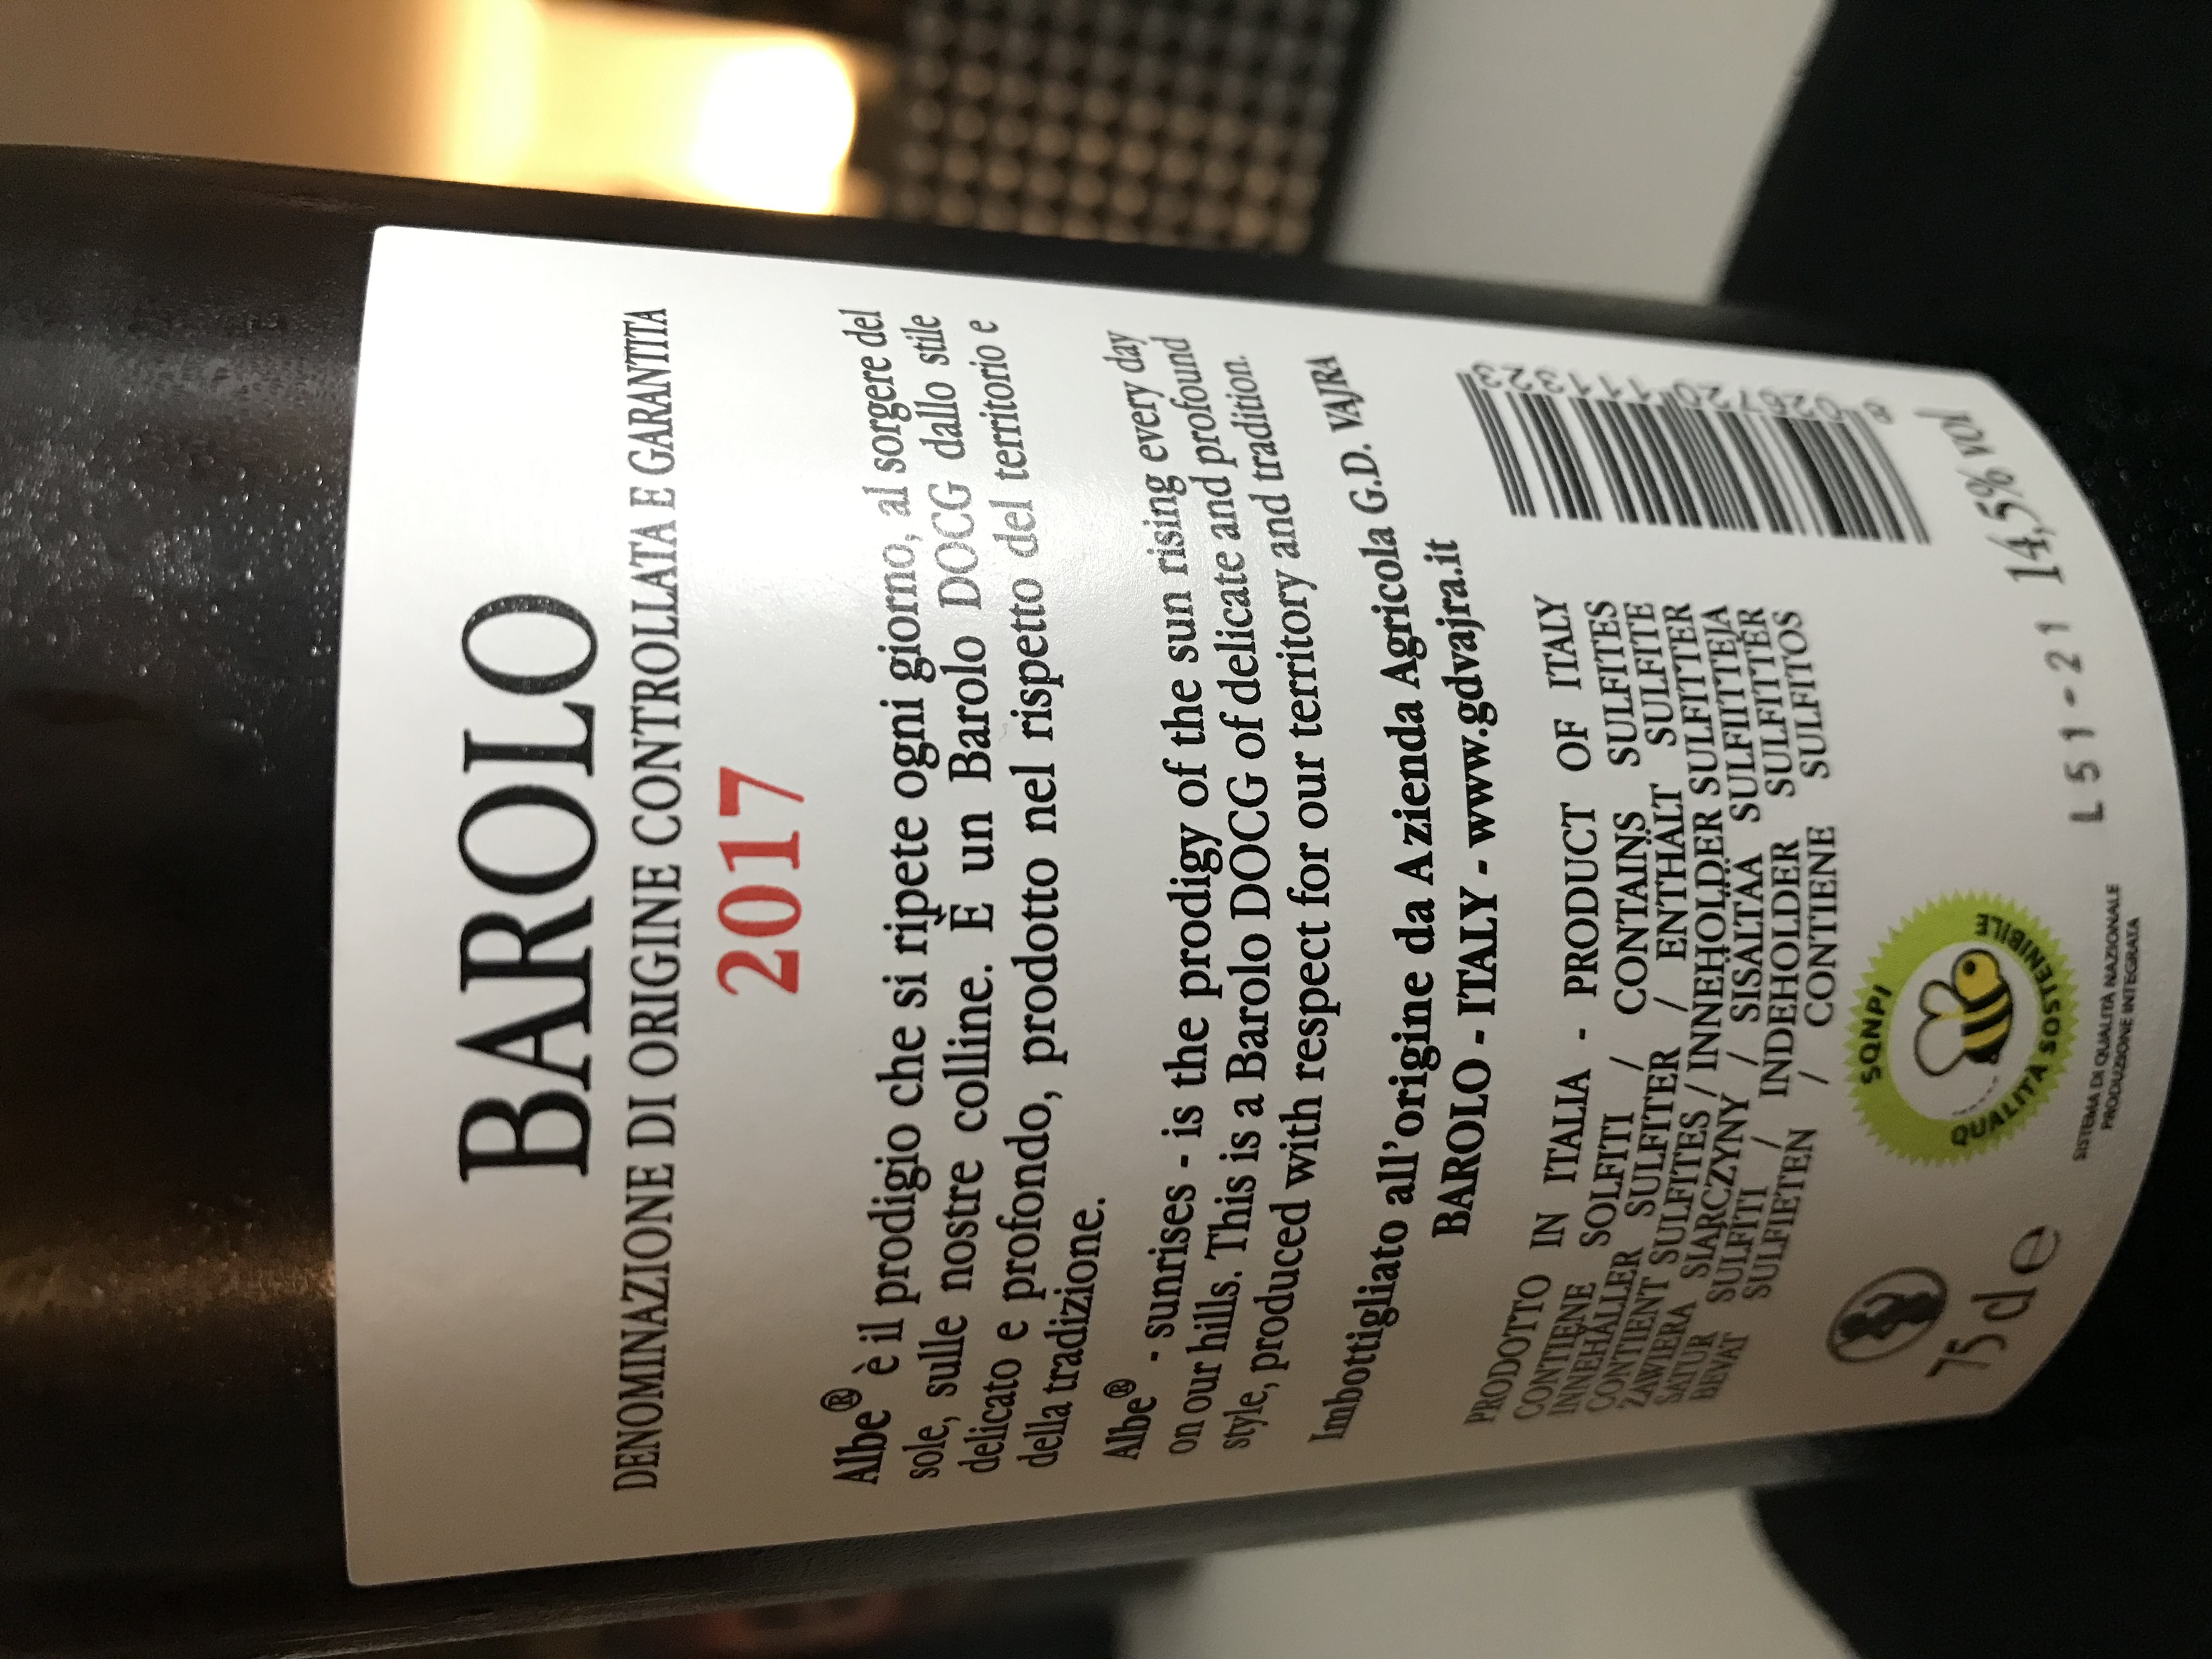 BAROLO
DENOMINAZIONE DI ORIGINE CONTROLLATA E GARANTITA
2017
Albe® è il prodigio che si ripete ogni giorno, al sorgere del
sole, sulle nostre colline. È un Barolo DOCG dallo stile
delicato e profondo, prodotto nel rispetto del territorio e
della tradizione.
Albe® - sunrises - is the prodigy of the sun rising every day
on our hills. This is a Barolo DOCG of delicate and profound
style, produced with respect for our territory and tradition.
Imbottigliato all'origine da Azienda Agricola G.D. VAJRA
BAROLO - ITALY - www.gdvajra.it
PRODOTTO IN ITALIA - PRODUCT OF ITALY
CONTIENE SOLFITI / CONTAINS SULFITES
INNEHÅLLER SULFITER / ENTHÄLT SULFITE
CONTIENT SULFITES / INNEHOLDER SULFITTER
ZAWIERA SIARCZYNY / SISÄLTÄÄ SULFIITTEJA
SATUR SULFITI / INDEHOLDER SULFITTER
BEVAT SULFIETEN / CONTIENE SULFITOS
8 026720 111323
SQNPI
QUALITÀ SOSTENIBILE
SISTEMA DI QUALITÀ NAZIONALE
PRODUZIONE INTEGRATA
75 cl e
L 51-21
14,5% vol